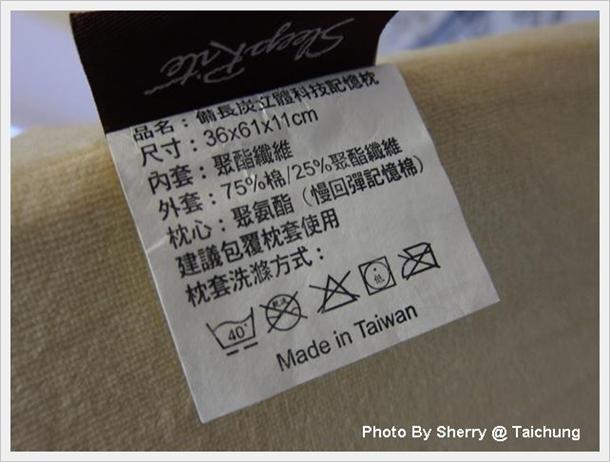 SleepRite
品名：備長炭立體科技記憶枕
尺寸：36x61x11cm
內套：聚酯纖維
外套：75%棉/25%聚酯纖維
枕心：聚氨酯（慢回彈記憶棉）
建議包覆枕套使用
枕套洗滌方式：
40°
低
Made in Taiwan
Photo By Sherry @ Taichung